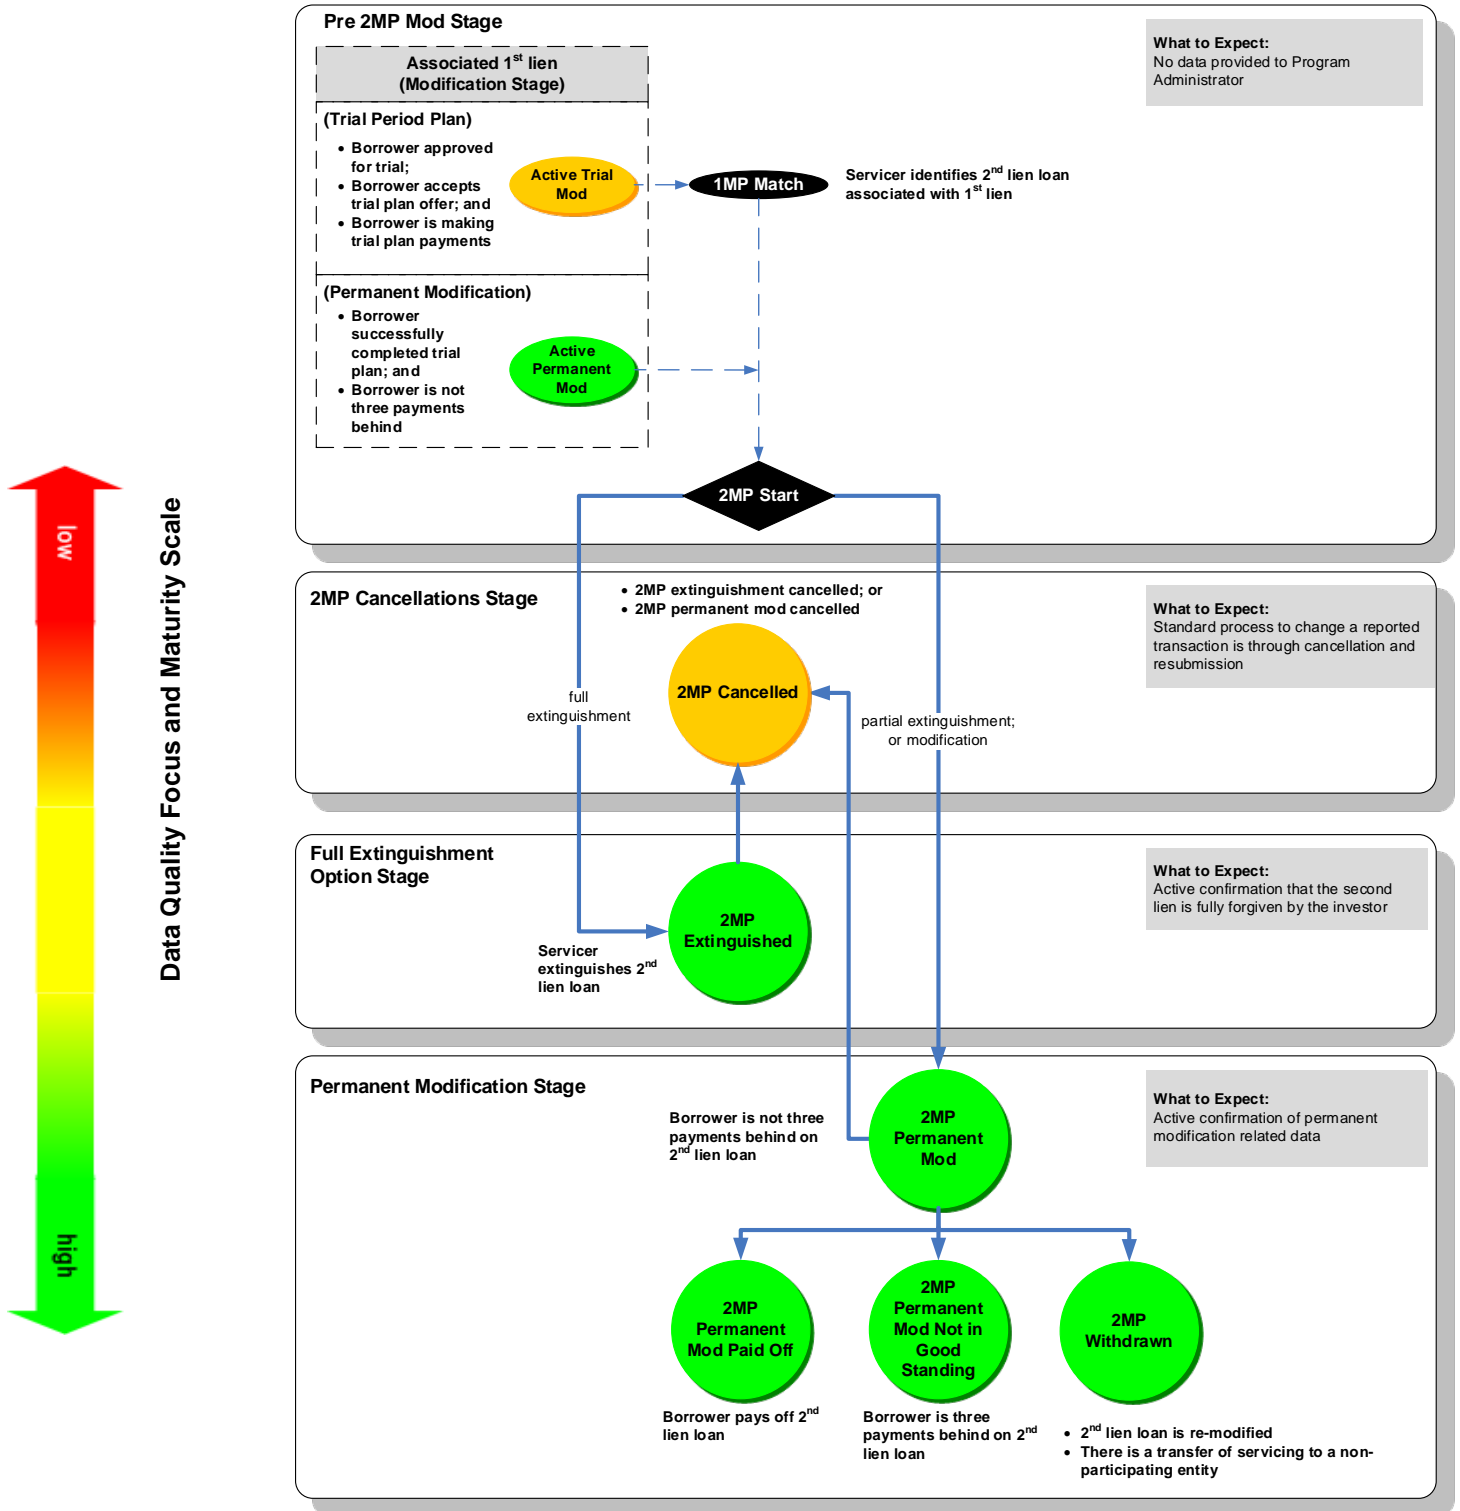 Pre 2MP Mod Stage
What to Expect:
No data provided to Program
Administrator
Associated 1st lien
(Modification Stage)
(Trial Period Plan)
• Borrower approved
for trial;
• Borrower accepts
trial plan offer; and
• Borrower is making
trial plan payments
Active Trial
Mod
1MP Match
Servicer identifies 2nd lien loan
associated with 1st lien
(Permanent Modification)
• Borrower
successfully
completed trial
plan; and
• Borrower is not
three payments
behind
Active
Permanent
Mod
2MP Start
low
Data Quality Focus and Maturity Scale
high
2MP Cancellations Stage
• 2MP extinguishment cancelled; or
• 2MP permanent mod cancelled
What to Expect:
Standard process to change a reported
transaction is through cancellation and
resubmission
2MP Cancelled
full
extinguishment
partial extinguishment;
or modification
Full Extinguishment
Option Stage
What to Expect:
Active confirmation that the second
lien is fully forgiven by the investor
2MP
Extinguished
Servicer
extinguishes 2nd
lien loan
Permanent Modification Stage
What to Expect:
Active confirmation of permanent
modification related data
Borrower is not three
payments behind on
2nd lien loan
2MP
Permanent
Mod
2MP
Permanent
Mod Paid Off
2MP
Permanent
Mod Not in
Good
Standing
2MP
Withdrawn
Borrower pays off 2nd
lien loan
Borrower is three
payments behind on 2nd
lien loan
• 2nd lien loan is re-modified
• There is a transfer of servicing to a non-
participating entity